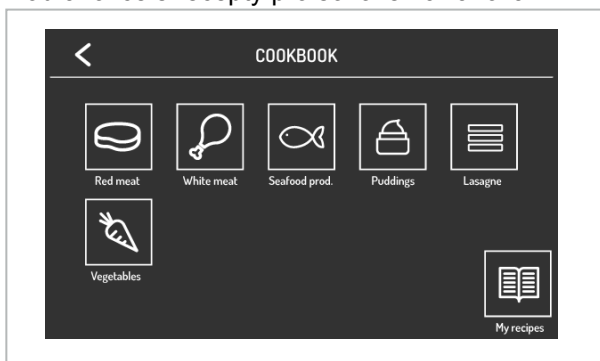 COOKBOOK
Red meat White meat Seafood prod. Puddings Lasagne
Vegetables
My recipes